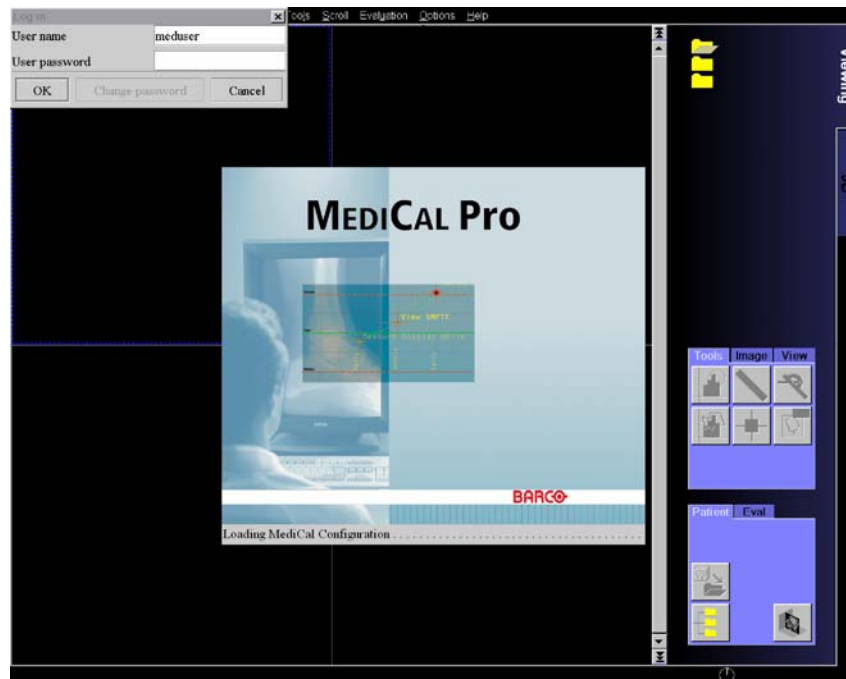 Log in
Tools Scroll Evaluation Options Help
User name meduser
User password
OK Change password Cancel
Viewing
MEDICAL Pro
View SMPTE
BARCO
Loading MediCal Configuration . . . . . . . . . . . . . . . . . . . . . . . . . . . . . . . . . . . . .
Tools Image View
Patient Eval